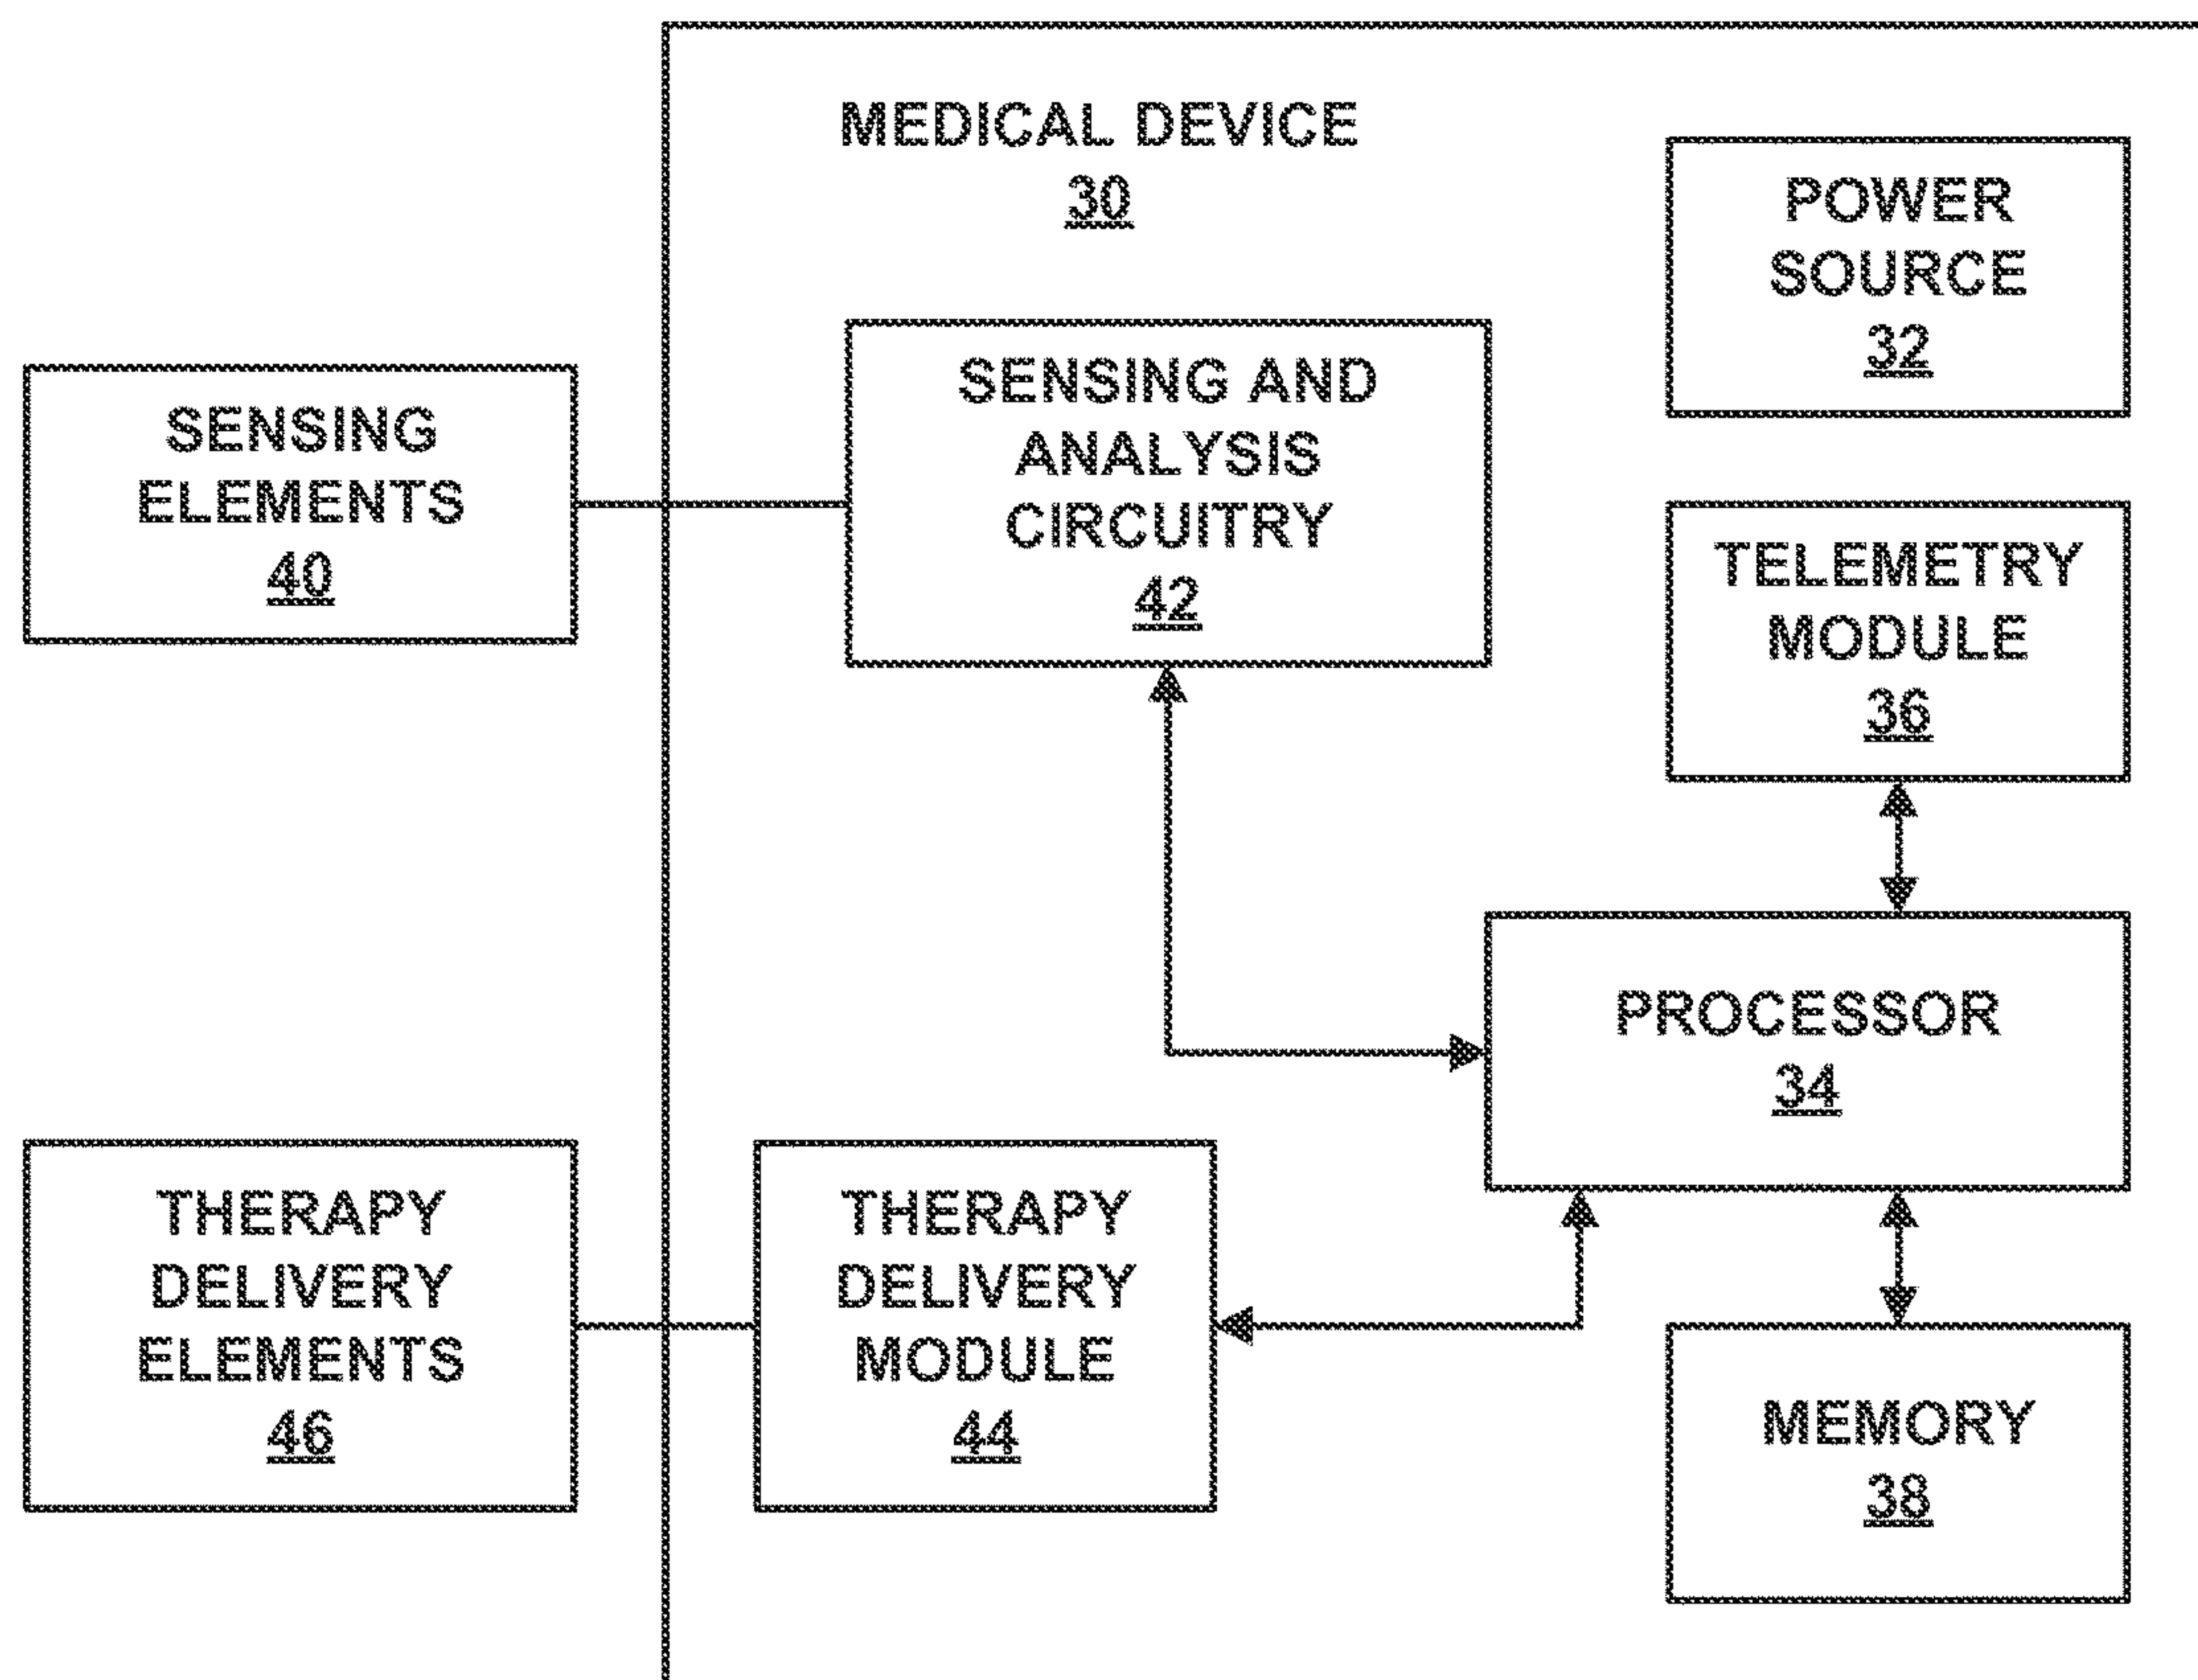 MEDICAL DEVICE
30
POWER
SOURCE
32
SENSING
ELEMENTS
40
SENSING AND
ANALYSIS
CIRCUITRY
42
TELEMETRY
MODULE
36
PROCESSOR
34
THERAPY
DELIVERY
ELEMENTS
46
THERAPY
DELIVERY
MODULE
44
MEMORY
38